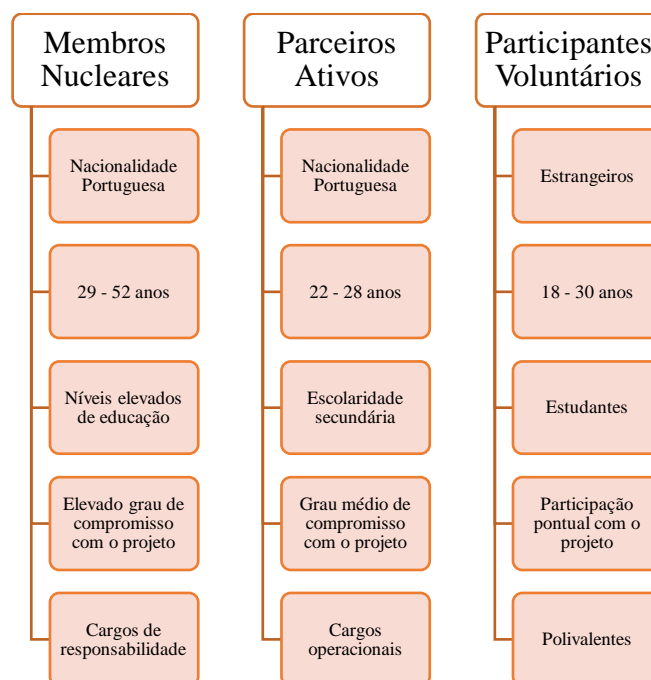 Membros
Nucleares
Nacionalidade
Portuguesa
29 - 52 anos
Níveis elevados
de educação
Elevado grau de
compromisso
com o projeto
Cargos de
responsabilidade
Parceiros
Ativos
Nacionalidade
Portuguesa
22 - 28 anos
Escolaridade
secundária
Grau médio de
compromisso
com o projeto
Cargos
operacionais
Participantes
Voluntários
Estrangeiros
18 - 30 anos
Estudantes
Participação
pontual com o
projeto
Polivalentes